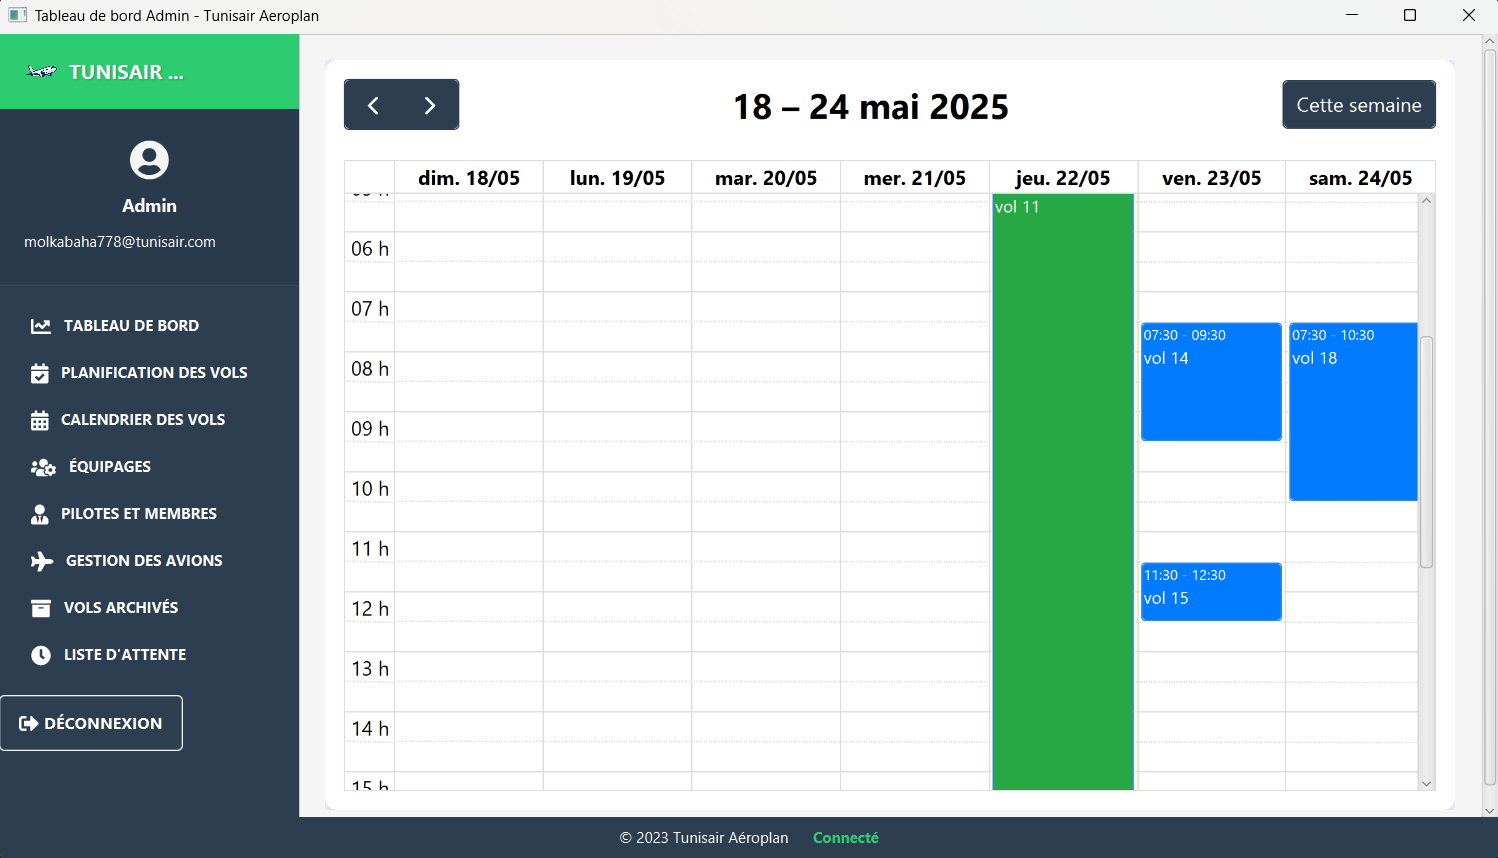 Tableau de bord Admin - Tunisair Aeroplan
TUNISAIR ...
Admin
molkabaha778@tunisair.com
TABLEAU DE BORD
PLANIFICATION DES VOLS
CALENDRIER DES VOLS
ÉQUIPAGES
PILOTES ET MEMBRES
GESTION DES AVIONS
VOLS ARCHIVÉS
LISTE D'ATTENTE
DÉCONNEXION
18 – 24 mai 2025
Cette semaine
dim. 18/05 lun. 19/05 mar. 20/05 mer. 21/05 jeu. 22/05 ven. 23/05 sam. 24/05
vol 11
06 h
07 h
07:30 - 09:30 07:30 - 10:30
vol 14 vol 18
08 h
09 h
10 h
11 h
11:30 - 12:30
vol 15
12 h
13 h
14 h
15 h
© 2023 Tunisair Aéroplan Connecté